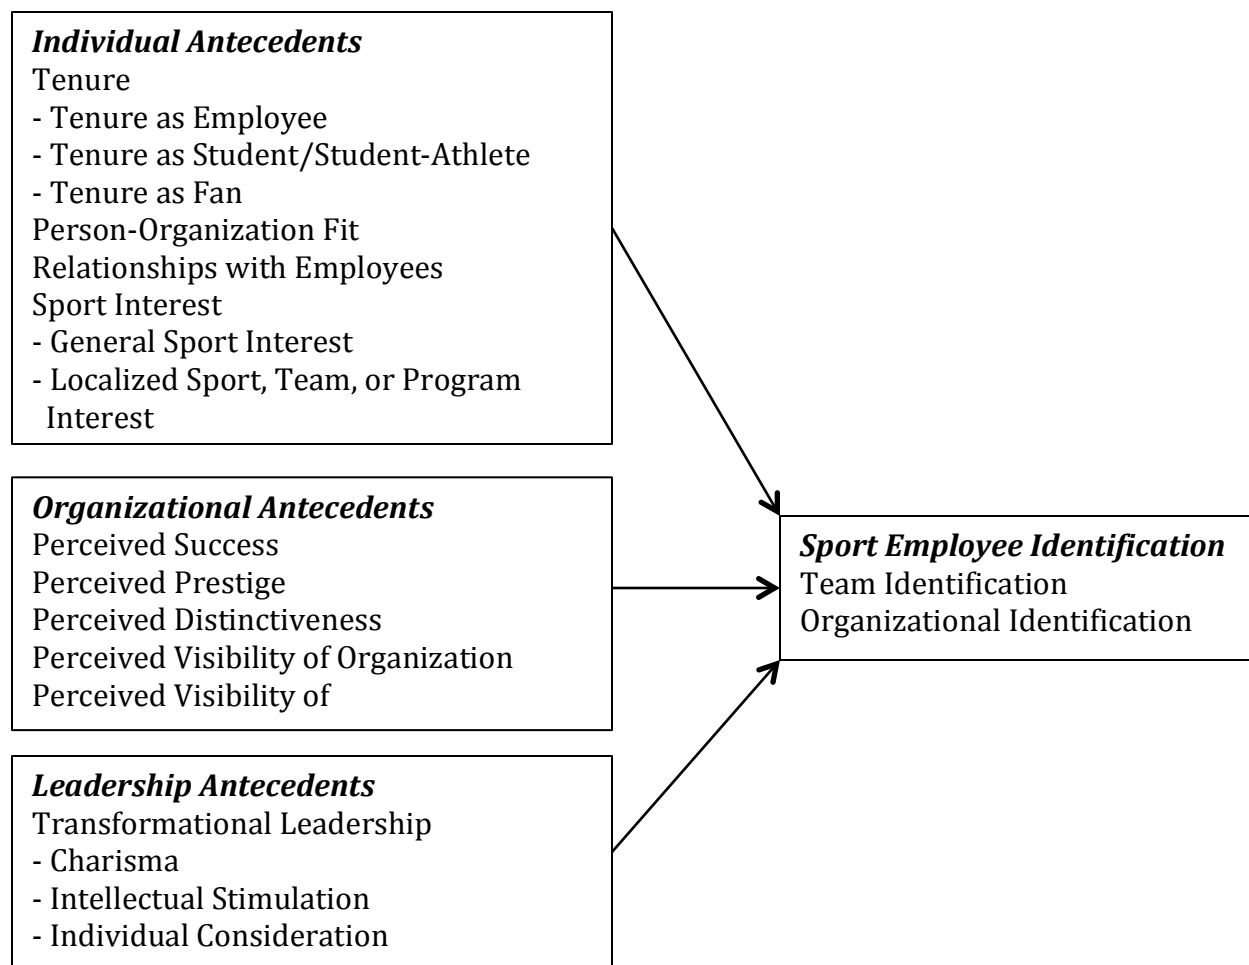 Individual Antecedents
Tenure
- Tenure as Employee
- Tenure as Student/Student-Athlete
- Tenure as Fan
Person-Organization Fit
Relationships with Employees
Sport Interest
- General Sport Interest
- Localized Sport, Team, or Program
Interest
Organizational Antecedents
Perceived Success
Perceived Prestige
Perceived Distinctiveness
Perceived Visibility of Organization
Perceived Visibility of
Leadership Antecedents
Transformational Leadership
- Charisma
- Intellectual Stimulation
- Individual Consideration
Sport Employee Identification
Team Identification
Organizational Identification